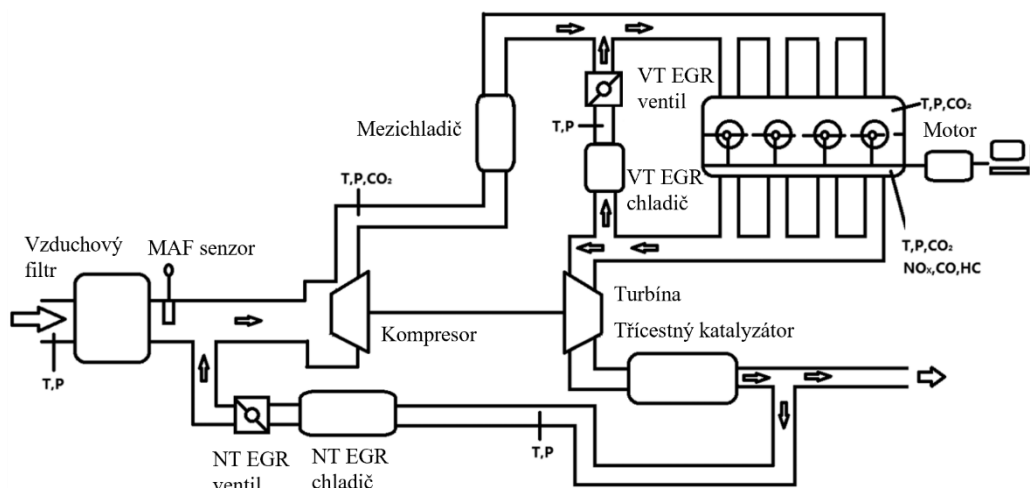 VT EGR
ventil
T,P,CO₂
Motor
Mezichladič
T,P
VT EGR
chladič
T,P,CO₂
Vzduchový
filtr
MAF senzor
T,P,CO₂
NOₓ,CO,HC
Turbína
Kompresor
Třícestný katalyzátor
T,P
T,P
NT EGR
ventil
NT EGR
chladič